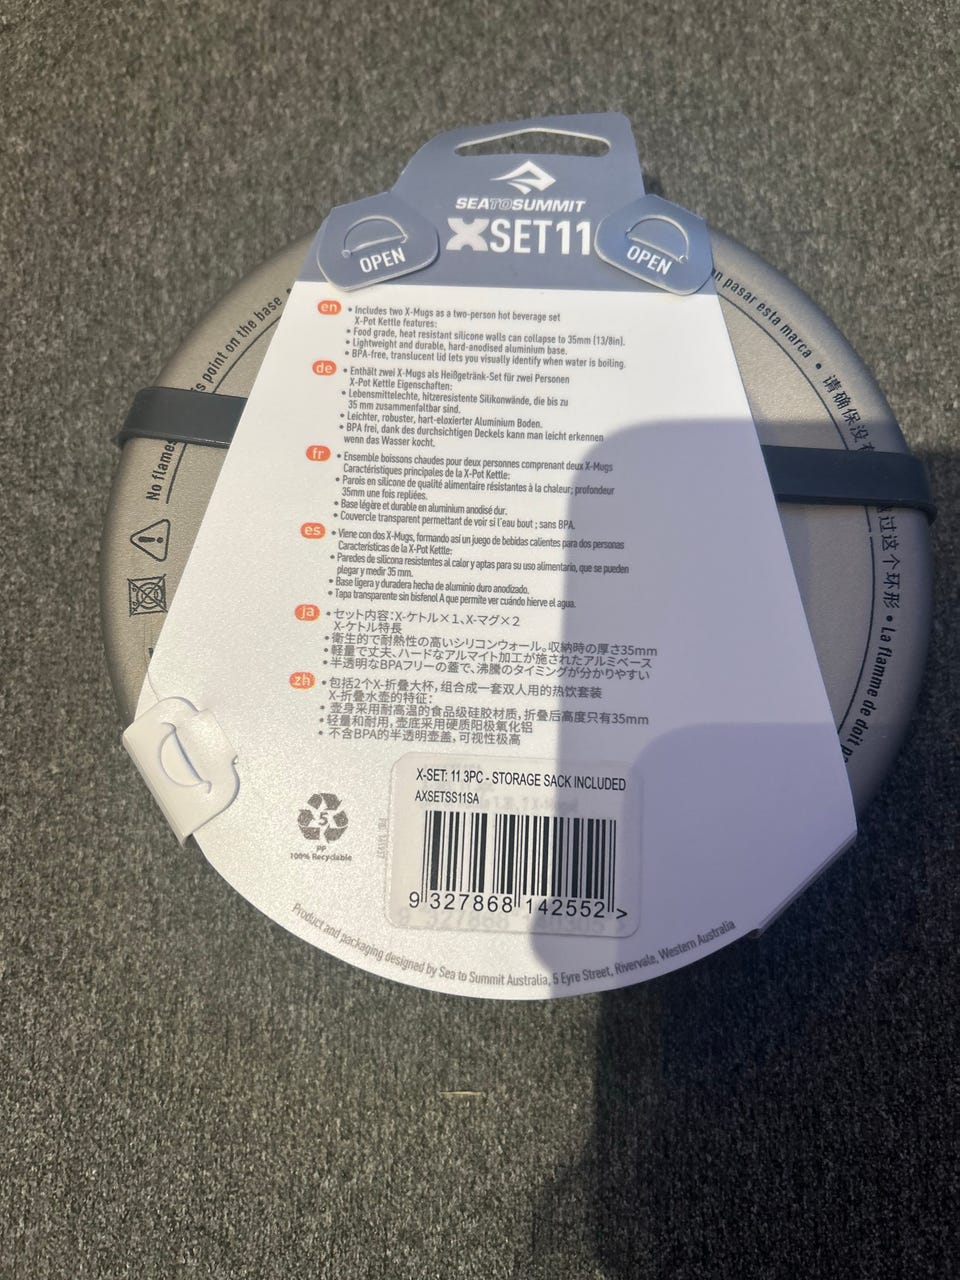 SEATOSUMMIT
XSET11
OPEN
OPEN
en
• Includes two X-Mugs as a two-person hot beverage set
X-Pot Kettle features:
• Food grade, heat resistant silicone walls can collapse to 35mm (13/8in).
• Lightweight and durable, hard-anodised aluminium base.
• BPA-free, translucent lid lets you visually identify when water is boiling.
de
• Enthält zwei X-Mugs als Heißgetränk-Set für zwei Personen
X-Pot Kettle Eigenschaften:
• Lebensmittelechte, hitzeresistente Silikonwände, die bis zu
35 mm zusammenfaltbar sind.
• Leichter, robuster, hart-eloxierter Aluminium Boden.
• BPA frei, dank des durchsichtigen Deckels kann man leicht erkennen
wenn das Wasser kocht.
fr
• Ensemble boissons chaudes pour deux personnes comprenant deux X-Mugs
Caractéristiques principales de la X-Pot Kettle:
• Parois en silicone de qualité alimentaire résistantes à la chaleur; profondeur
35mm une fois repliées.
• Base légère et durable en aluminium anodisé dur.
• Couvercle transparent permettant de voir si l'eau bout ; sans BPA.
es
• Viene con dos X-Mugs, formando así un juego de bebidas calientes para dos personas
Características de la X-Pot Kettle:
• Paredes de silicona resistentes al calor y aptas para su uso alimentario, que se pueden
plegar y medir 35 mm.
• Base ligera y duradera hecha de aluminio duro anodizado.
• Tapa transparente sin bisfenol A que permite ver cuándo hierve el agua.
ja
• セット内容：X-ケトル×1、X-マグ×2
X-ケトル特長
• 衛生的で耐熱性の高いシリコンウォール。収納時の厚さ35mm
• 軽量で丈夫、ハードなアルマイト加工が施されたアルミベース
• 半透明なBPAフリーの蓋で、沸騰のタイミングが分かりやすい
zh
• 包括2个X-折叠大杯，组合成一套双人用的热饮套装
X-折叠水壶的特征：
• 壶身采用耐高温的食品级硅胶材质，折叠后高度只有35mm
• 轻量和耐用，壶底采用硬质阳极氧化铝
• 不含BPA的半透明壶盖，可视性极高
X-SET: 11 3PC - STORAGE SACK INCLUDED
AXSETSS11SA
9 327868 142552 >
5
PP
100% Recyclable
Product and packaging designed by Sea to Summit Australia, 5 Eyre Street, Rivervale, Western Australia
No flames
s point on the base •
n pasar esta marca •
请确保没有
过这个环形 • La flamme de doit pa